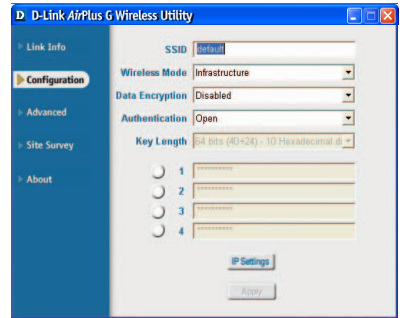 D D-Link AirPlus G Wireless Utility
Link Info
Configuration
Advanced
Site Survey
About
SSID default
Wireless Mode Infrastructure
Data Encryption Disabled
Authentication Open
Key Length 64 bits (40+24) - 10 Hexadecimal di
1 **********
2 **********
3 **********
4 **********
IP Settings
Apply